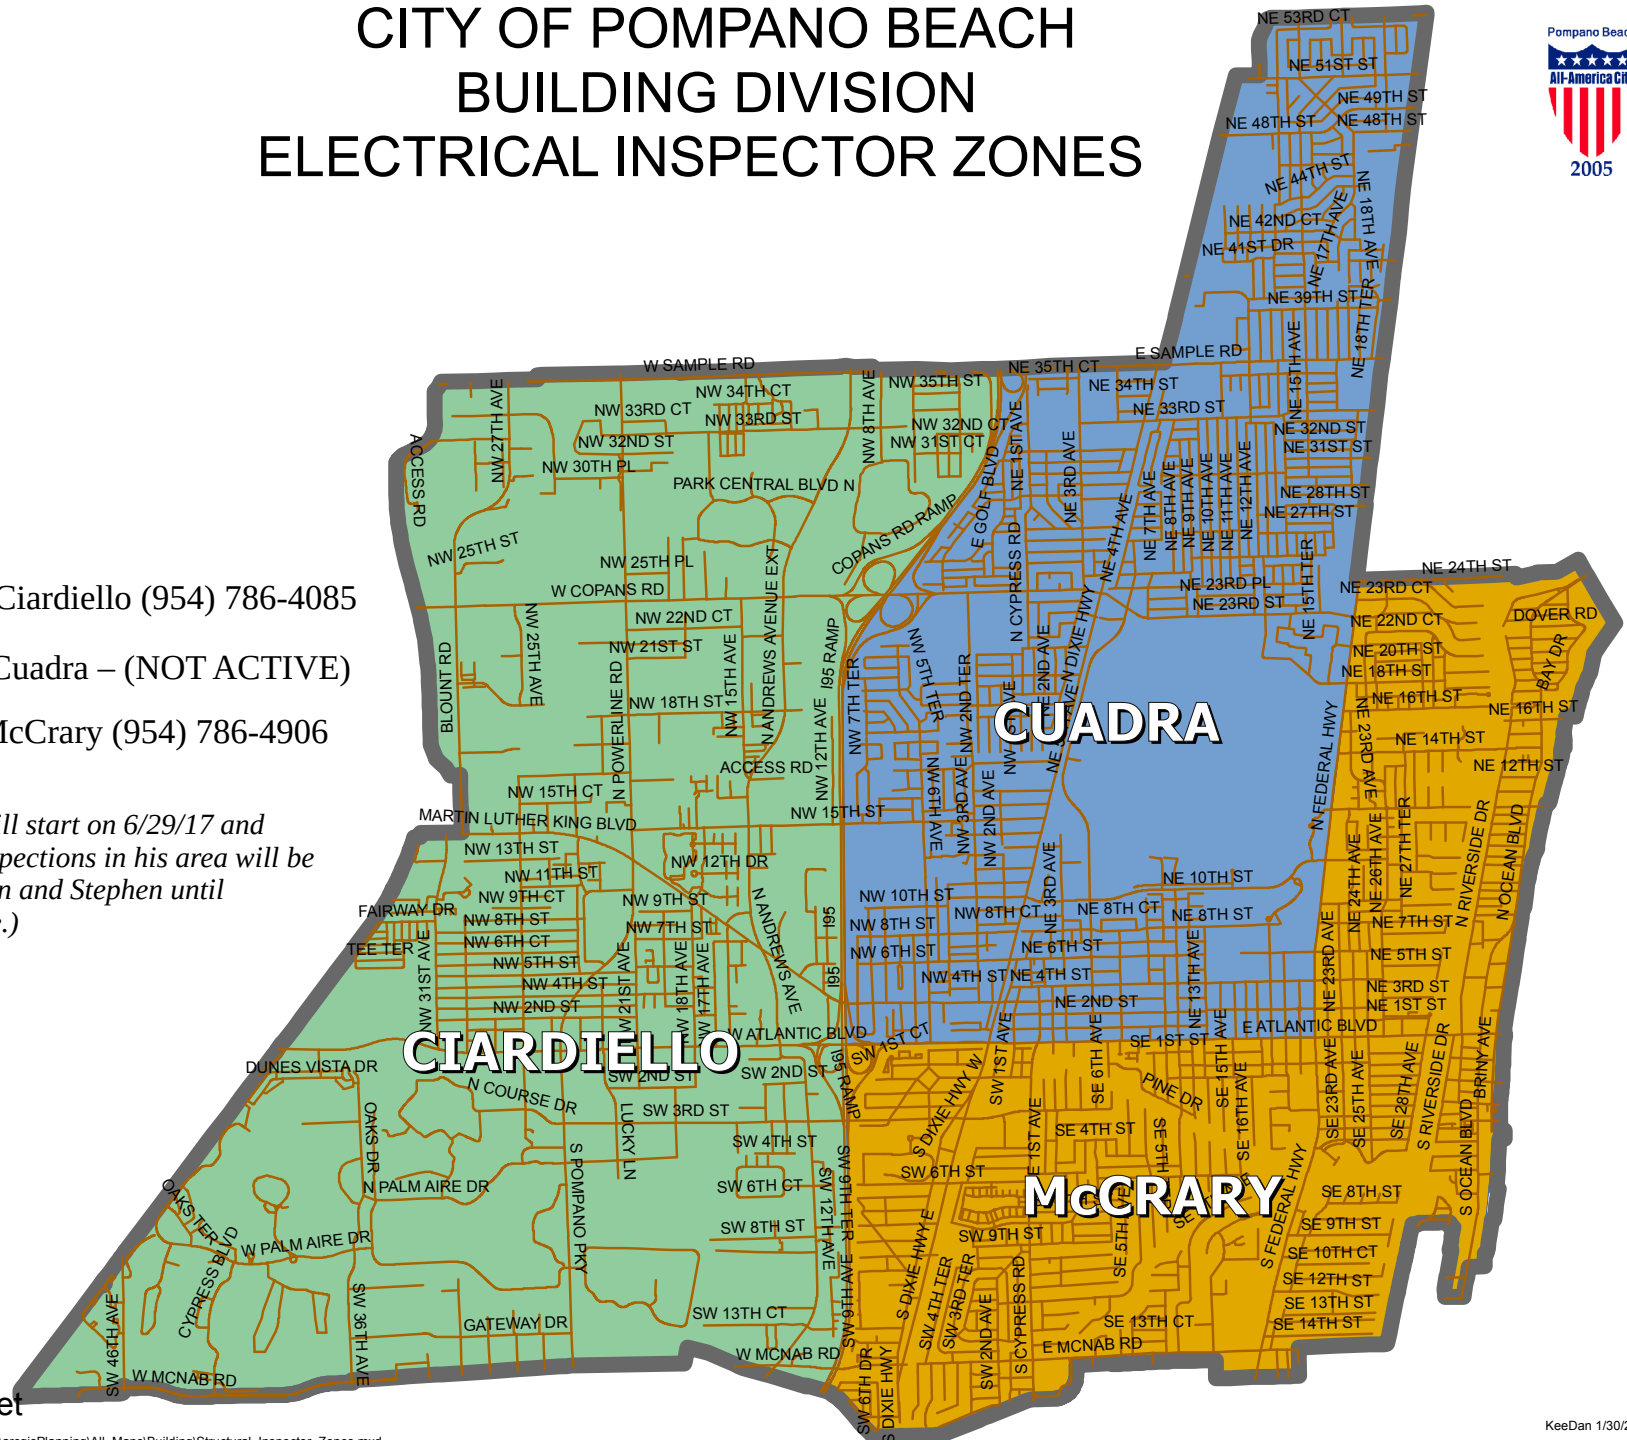 CITY OF POMPANO BEACH
BUILDING DIVISION
ELECTRICAL INSPECTOR ZONES
Pompano Beac
All-America Cit
2005
Ciardiello (954) 786-4085
Cuadra – (NOT ACTIVE)
McCrary (954) 786-4906
ll start on 6/29/17 and
pections in his area will be
n and Stephen until
e.)
NE 53RD CT
NE 51ST ST
NE 49TH ST
NE 48TH ST
NE 48TH ST
NE 44TH ST
NE 18TH AVE
NE 42ND CT
NE 17TH AVE
NE 41ST DR
NE 39TH ST
NE 18TH TER
NE 15TH AVE
W SAMPLE RD
E SAMPLE RD
NE 35TH CT
NW 35TH ST
NE 34TH ST
NW 34TH CT
NW 33RD CT
NW 33RD ST
NE 33RD ST
NW 8TH AVE
NW 27TH AVE
NW 32ND CT
NW 32ND ST
NW 31ST CT
NE 32ND ST
NE 31ST ST
NE 1ST AVE
NE 3RD AVE
ACCESS RD
NW 30TH PL
PARK CENTRAL BLVD N
E GOLF BLVD
NE 28TH ST
NE 27TH ST
NE 7TH AVE
NE 8TH AVE
NE 9TH AVE
NE 10TH AVE
NE 11TH AVE
NE 12TH AVE
NE 4TH AVE
COPANS RD RAMP
NW 25TH ST
NW 25TH PL
N CYPRESS RD
NE 15TH TER
NE 24TH ST
W COPANS RD
NE 23RD PL
NE 23RD ST
NE 23RD CT
NW 22ND CT
NE 22ND CT
DOVER RD
NW 21ST ST
NE 20TH ST
NE 18TH ST
BAY DR
NW 25TH AVE
BLOUNT RD
NW 15TH AVE
N ANDREWS AVENUE EXT
I95 RAMP
NW 7TH TER
NW 5TH TER
NW 2ND TER
N DIXIE HWY
NW 18TH ST
NE 16TH ST
NE 16TH ST
CUADRA
N POWERLINE RD
NE 23RD AVE
NE 14TH ST
NE 12TH ST
N FEDERAL HWY
ACCESS RD
NW 12TH AVE
NW 15TH CT
NW 15TH ST
NW 6TH AVE
NW 3RD AVE
NW 2ND AVE
MARTIN LUTHER KING BLVD
NW 13TH ST
NW 12TH DR
NW 11TH ST
NE 24TH AVE
NE 26TH AVE
NE 27TH TER
N RIVERSIDE DR
N OCEAN BLVD
NE 10TH ST
NW 9TH CT
NW 9TH ST
NW 10TH ST
NE 3RD AVE
FAIRWAY DR
NW 8TH ST
NW 8TH ST
NW 8TH CT
NE 8TH CT
NE 8TH ST
NE 7TH ST
NW 7TH ST
TEE TER
NW 6TH CT
NW 6TH ST
NE 6TH ST
NE 5TH ST
NW 5TH ST
NW 4TH ST
NW 4TH ST
NE 4TH ST
NW 2ND ST
NE 2ND ST
NE 3RD ST
NE 1ST ST
NW 31ST AVE
NW 18TH AVE
N ANDREWS AVE
I95
I95
NE 13TH AVE
NE 23RD AVE
W ATLANTIC BLVD
E ATLANTIC BLVD
SW 1ST CT
SE 1ST ST
CIARDIELLO
DUNES VISTA DR
SW 2ND ST
SW 2ND ST
I95 RAMP
N COURSE DR
SW 3RD ST
SW 4TH ST
SE 4TH ST
S DIXIE HWY W
SW 1ST AVE
SE 6TH AVE
PINE DR
SE 15TH AVE
SE 16TH AVE
SE 23RD AVE
SE 25TH AVE
SE 28TH AVE
S RIVERSIDE DR
BRINY AVE
S OCEAN BLVD
OAKS DR
LUCKY LN
S POMPANO PKY
N PALM AIRE DR
SW 6TH CT
SW 6TH ST
SW 12TH AVE
SW 9TH TER
McCRARY
SE 8TH ST
SW 8TH ST
SW 9TH ST
SE 9TH ST
SE 10TH CT
SE 12TH ST
SE 13TH ST
SE 14TH ST
OAKS TER
CYPRESS BLVD
W PALM AIRE DR
S DIXIE HWY E
SE 5TH AVE
S FEDERAL HWY
SW 46TH AVE
SW 36TH AVE
GATEWAY DR
SW 13TH CT
SW 9TH AVE
SW 4TH TER
SW 3RD TER
SW 2ND AVE
S CYPRESS RD
SE 13TH CT
E MCNAB RD
W MCNAB RD
W MCNAB RD
SW 6TH DR
S DIXIE HWY
et
KeeDan 1/30/2